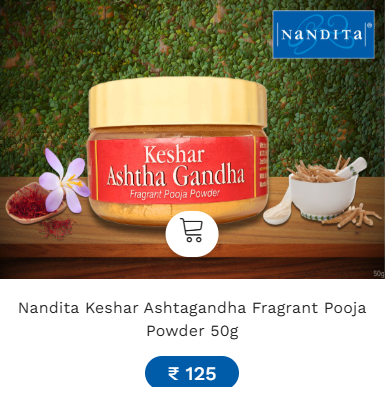 NANDITA®
Keshar
Ashtha Gandha
Fragrant Pooja Powder
50g
Nandita Keshar Ashtagandha Fragrant Pooja
Powder 50g
₹ 125